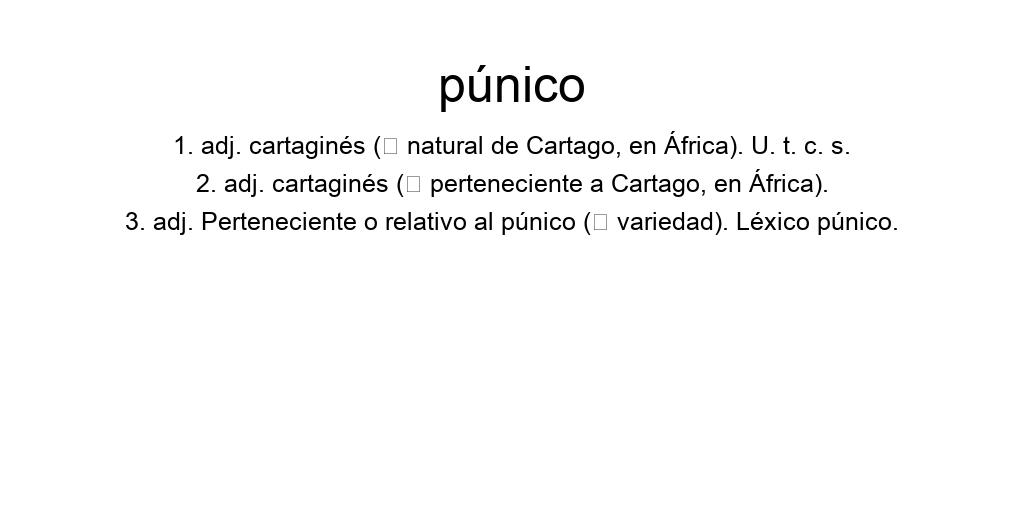 púnico
1. adj. cartaginés (□ natural de Cartago, en África). U. t. c. s.
2. adj. cartaginés (□ perteneciente a Cartago, en África).
3. adj. Perteneciente o relativo al púnico (□ variedad). Léxico púnico.